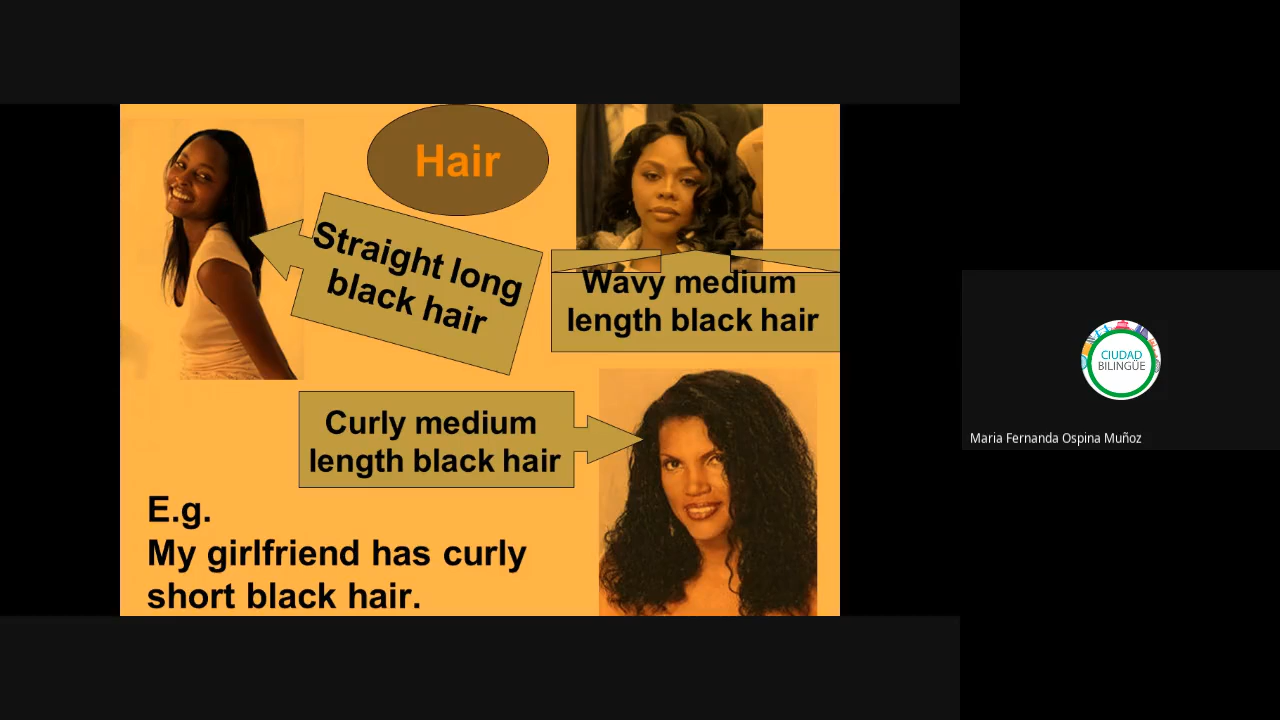 Hair
Straight long
black hair
Wavy medium
length black hair
Curly medium
length black hair
E.g.
My girlfriend has curly
short black hair.
CIUDAD
BILINGÜE
Maria Fernanda Ospina Muñoz